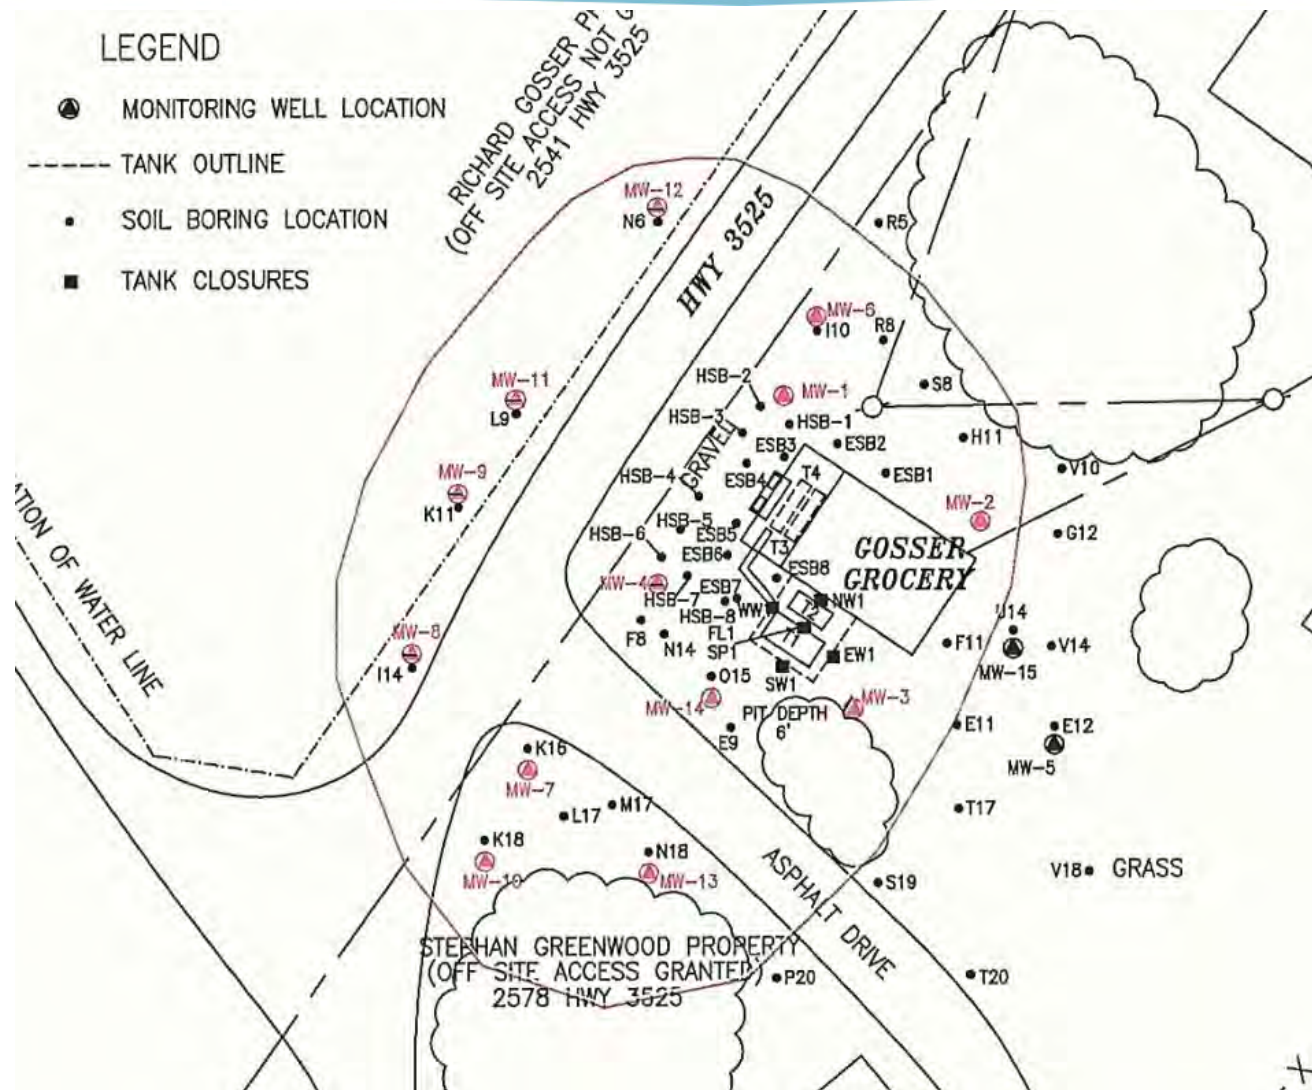 LEGEND
MONITORING WELL LOCATION
TANK OUTLINE
SOIL BORING LOCATION
TANK CLOSURES
RICHARD GOSSER
(OFF SITE ACCESS NOT
2541 HWY 3525
HWY 3525
MW-12
N6
R5
MW-6
I10
R8
MW-11
L9
HSB-2
MW-1
S8
HSB-3
HSB-1
GRAVEL
ESB3
ESB2
H11
MW-9
K11
HSB-4
ESB4
T4
ESB1
V10
MW-2
HSB-5
ESB5
T3
G12
HSB-6
ESB6
GOSSER
GROCERY
ESB8
MW-4
HSB-7
ESB7
HSB-8
WW1
T2
NW1
U14
OF WATER LINE
MW-8
I14
F8
N14
FL1
SP1
EW1
F11
V14
MW-15
O15
SW1
MW-14
PIT DEPTH
6'
MW-3
E9
E11
E12
MW-5
K16
MW-7
M17
L17
T17
K18
MW-10
N18
MW-13
ASPHALT DRIVE
S19
V18
GRASS
STEPHAN GREENWOOD PROPERTY
(OFF SITE ACCESS GRANTED)
2578 HWY 3525
P20
T20
X